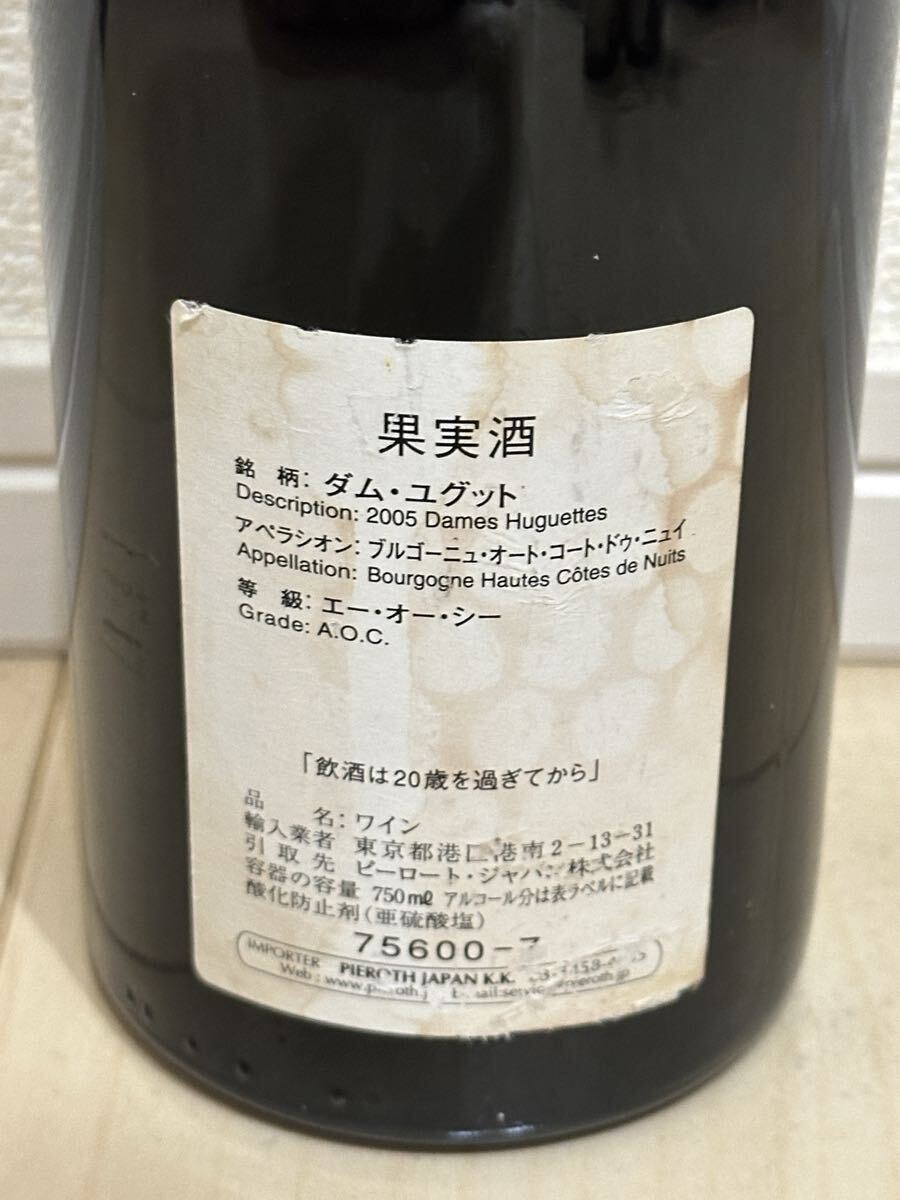 果実酒
銘　柄：ダム・ユグット
Description: 2005 Dames Huguettes
アペラシオン：ブルゴーニュ・オート・コート・ドゥ・ニュイ
Appellation: Bourgogne Hautes Côtes de Nuits
等　級：エー・オー・シー
Grade: A.O.C.
「飲酒は20歳を過ぎてから」
品　　名：ワイン
輸入業者　東京都港区港南2-13-31
引取先　ピーロート・ジャパン株式会社
容器の容量　750mℓ　アルコール分は表ラベルに記載
酸化防止剤（亜硫酸塩）
75600-
IMPORTER　PIEROTH JAPAN K.K.
Web :